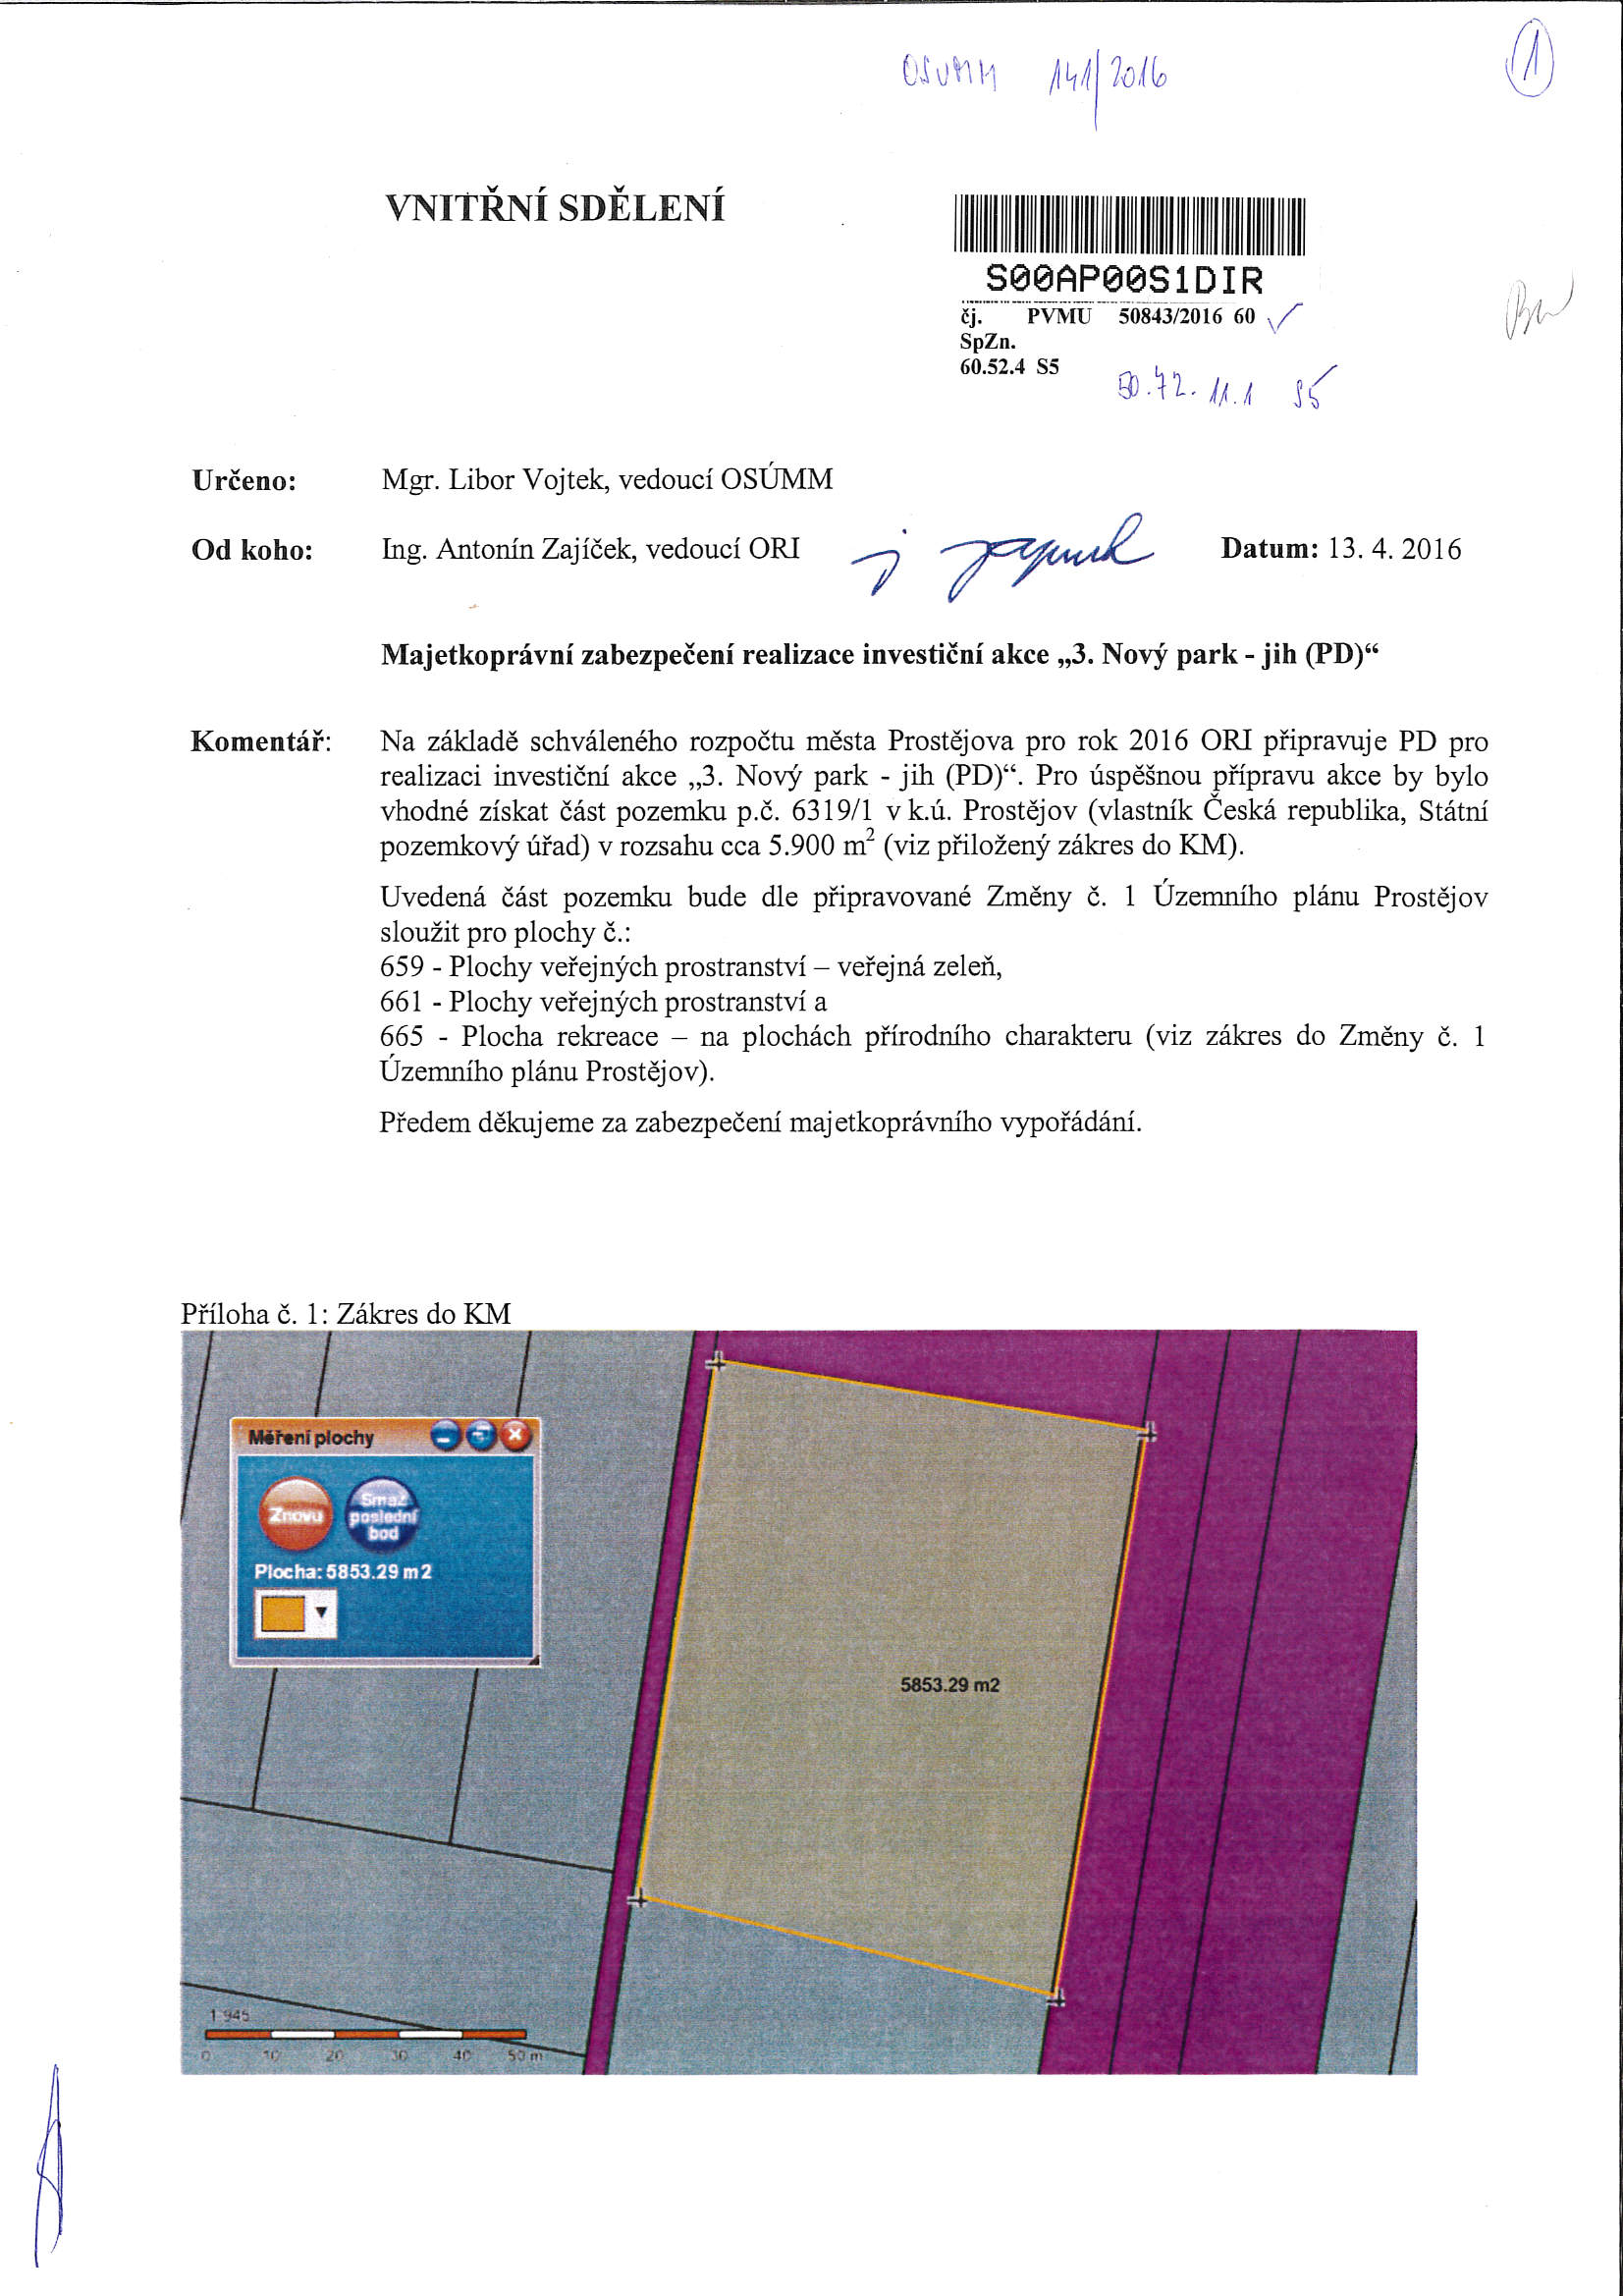 OSUMM 141/2016
1
VNITŘNÍ SDĚLENÍ
S00AP00S1DIR
čj. PVMU 50843/2016 60
SpZn.
60.52.4 S5
50.72.11.1 S5
Určeno: Mgr. Libor Vojtek, vedoucí OSÚMM
Od koho: Ing. Antonín Zajíček, vedoucí ORI Datum: 13. 4. 2016
Majetkoprávní zabezpečení realizace investiční akce „3. Nový park - jih (PD)“
Komentář: Na základě schváleného rozpočtu města Prostějova pro rok 2016 ORI připravuje PD pro
realizaci investiční akce „3. Nový park - jih (PD)“. Pro úspěšnou přípravu akce by bylo
vhodné získat část pozemku p.č. 6319/1 v k.ú. Prostějov (vlastník Česká republika, Státní
pozemkový úřad) v rozsahu cca 5.900 m² (viz přiložený zákres do KM).
Uvedená část pozemku bude dle připravované Změny č. 1 Územního plánu Prostějov
sloužit pro plochy č.:
659 - Plochy veřejných prostranství – veřejná zeleň,
661 - Plochy veřejných prostranství a
665 - Plocha rekreace – na plochách přírodního charakteru (viz zákres do Změny č. 1
Územního plánu Prostějov).
Předem děkujeme za zabezpečení majetkoprávního vypořádání.
Příloha č. 1: Zákres do KM
Měření plochy
Znovu
Smaž
poslední
bod
Plocha: 5853.29 m2
5853.29 m2
1 945
0 10 20 30 40 50 m